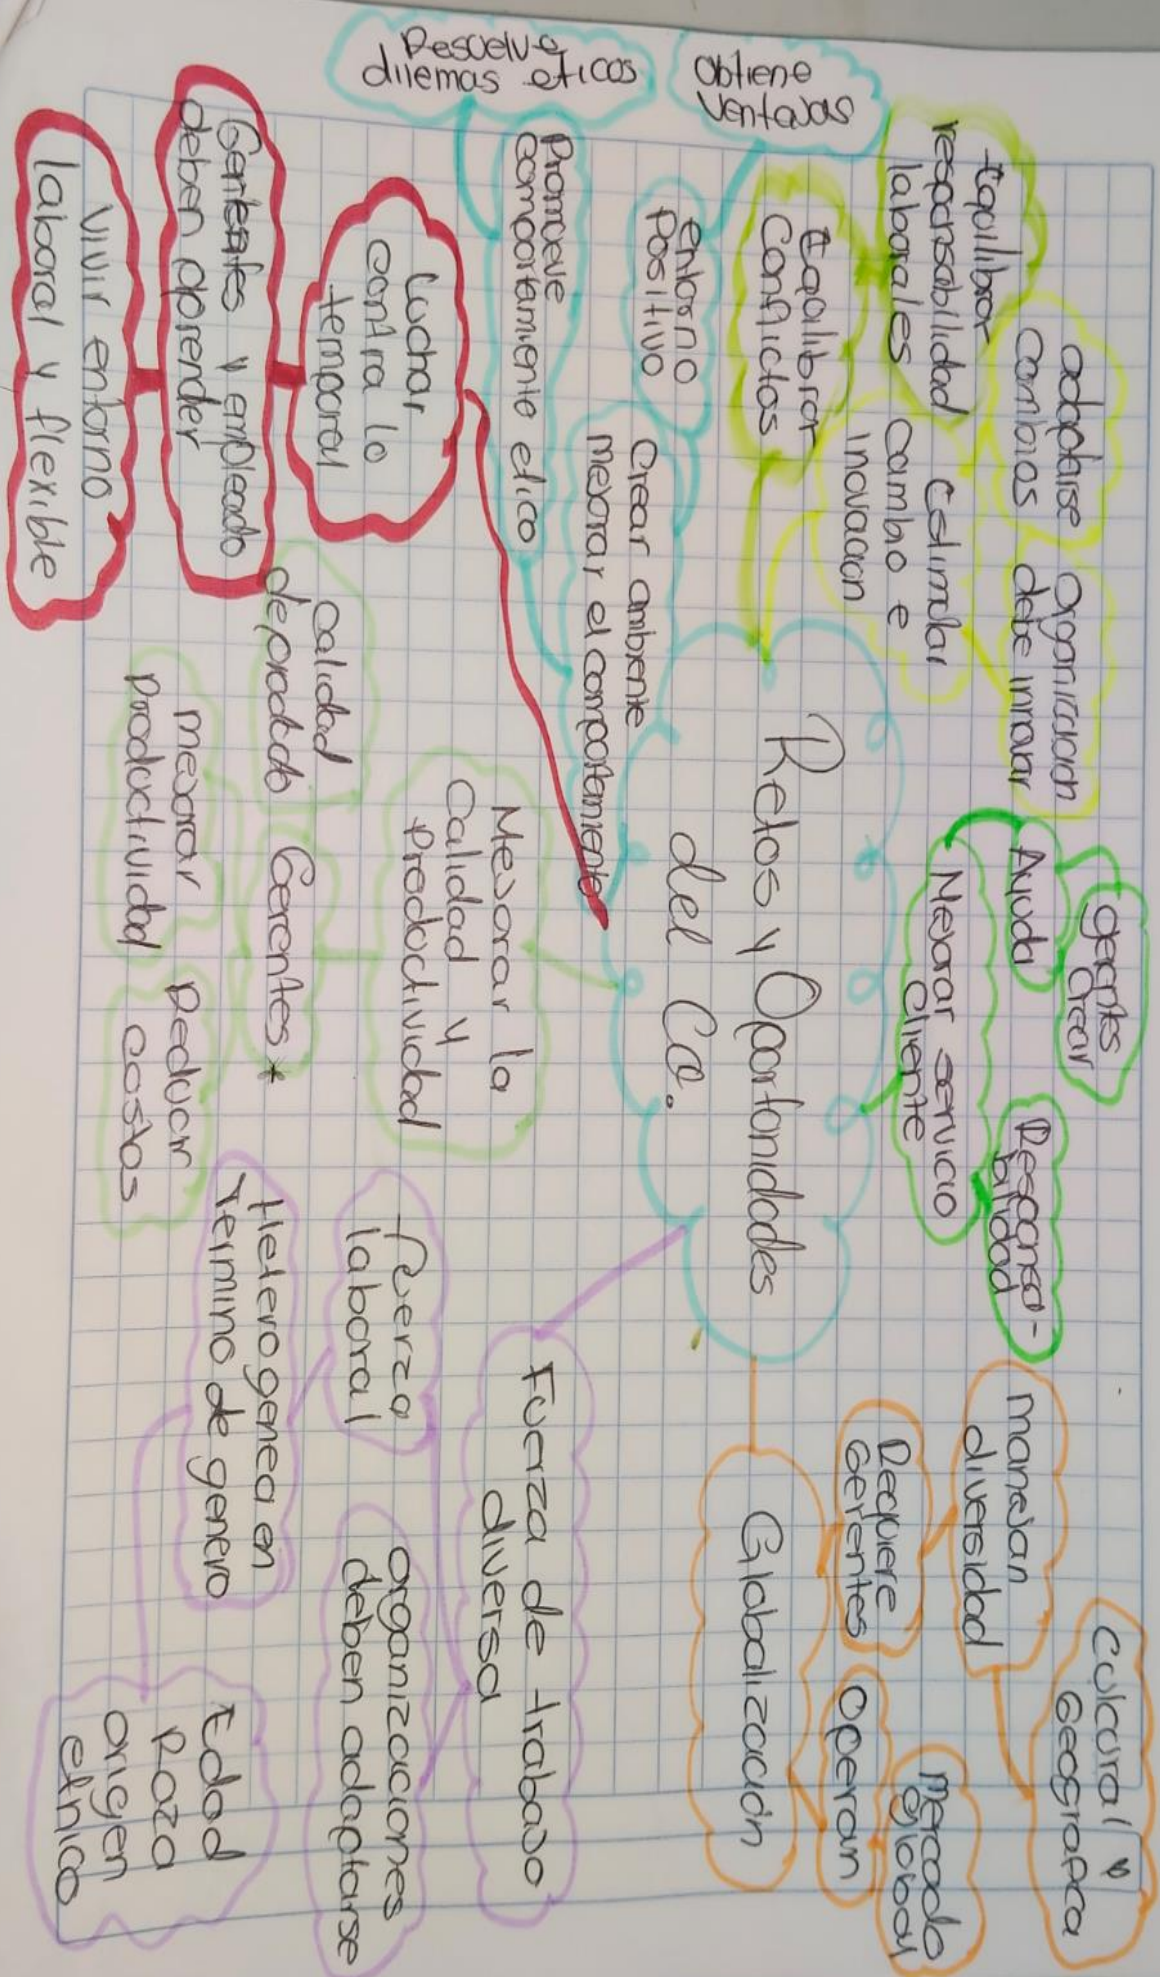 Retos y Oportunidades
del Co.
Globalización
Requiere
Gerentes
manejan
diversidad
Cultural y
Geografica
Operan
mercado
global
Fuerza de trabajo
diversa
fuerza
laboral
organizaciones
deben adaptarse
Heterogenea en
termino de genero
Edad
Raza
origen
etnico
Mejorar la
Calidad y
Productividad
Gerentes *
Calidad
de producto
mejorar
Productividad
Reducir
costos
Mejorar servicio
Cliente
Ayuda
gerentes
crear
Responsa-
bilidad
Estimular
cambio e
inovacion
Organizacion
debe innovar
adaptarse
cambios
Equilibrar
Conflictos
Equilibrar
responsabilidad
laborales
Crear ambiente
mejorar el comportamiento
entorno
Positivo
Obtiene
Ventajas
Promueve
comportamiento etico
Resuelve
dilemas eticos
Luchar
contra lo
temporal
Gerentes y empleado
deben aprender
Vivir entorno
laboral y flexible